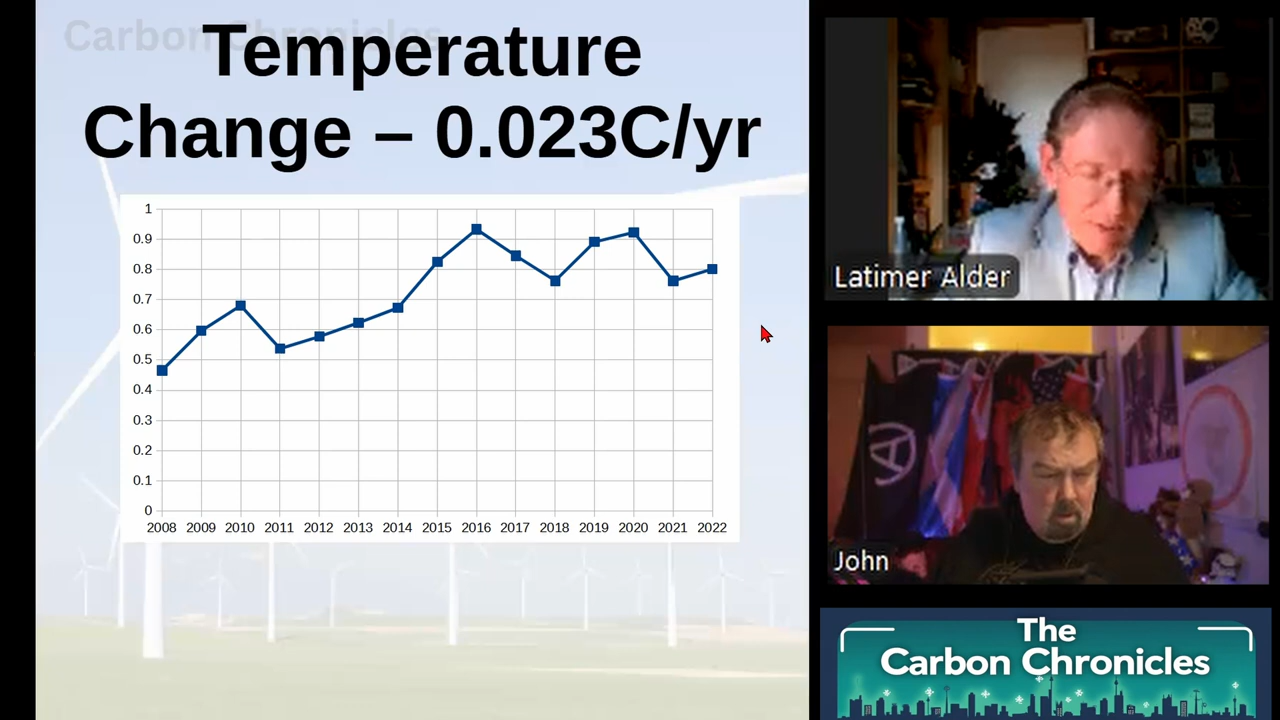 Carbon Chronicles
Temperature
Change – 0.023C/yr
1
0.9
0.8
0.7
0.6
0.5
0.4
0.3
0.2
0.1
0
2008 2009 2010 2011 2012 2013 2014 2015 2016 2017 2018 2019 2020 2021 2022
Latimer Alder
John
The
Carbon Chronicles